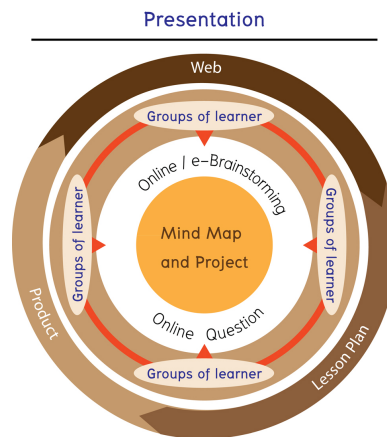 Presentation
Web
Groups of learner
Online / e-Brainstorming
Groups of learner
Mind Map
and Project
Groups of learner
Online Question
Groups of learner
Product
Lesson Plan